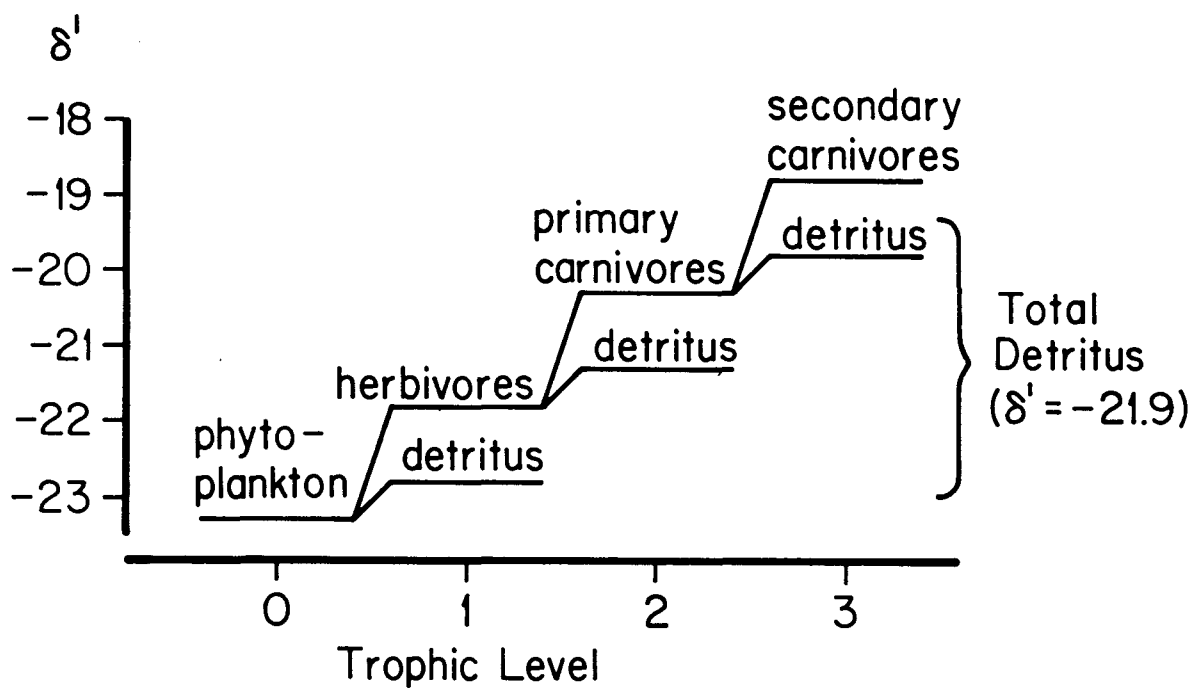 δ'
-18
-19
-20
-21
-22
-23
secondary
carnivores
detritus
primary
carnivores
detritus
herbivores
detritus
phyto-
plankton
Total
Detritus
(δ' = -21.9)
0 1 2 3
Trophic Level